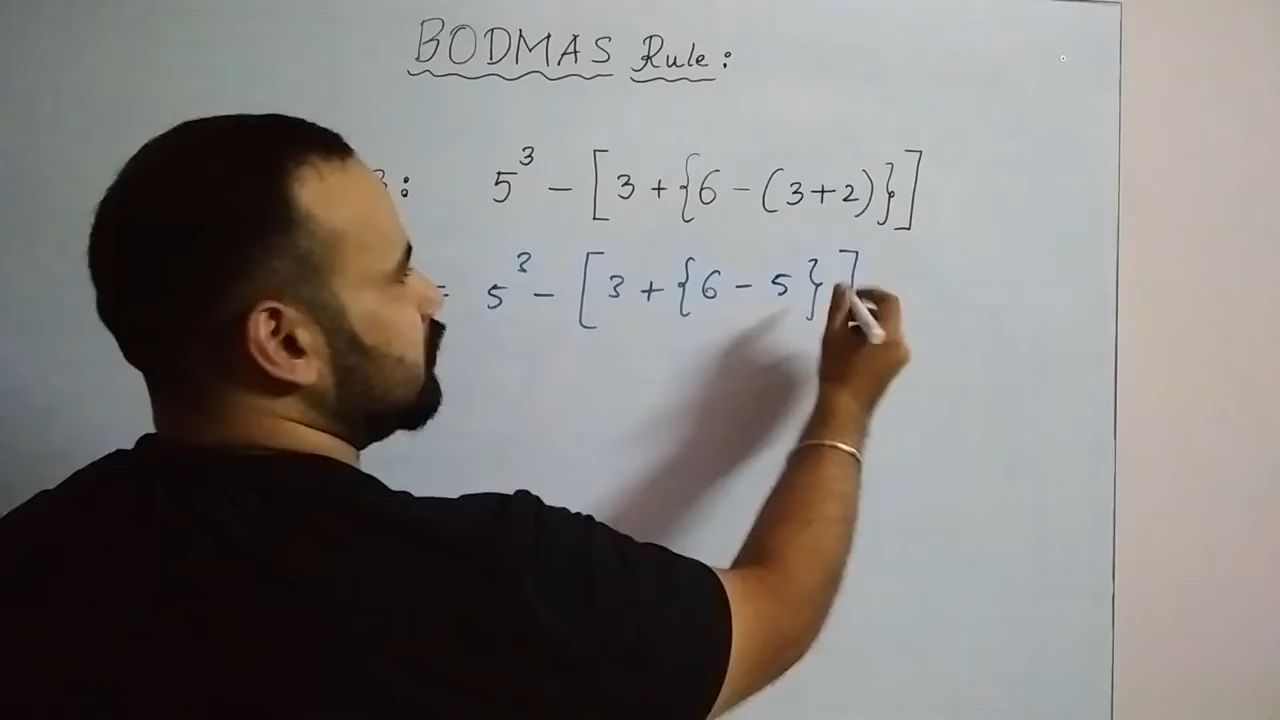 BODMAS Rule:
: 5³ - [3 + {6 - (3+2)}]
= 5³ - [3 + {6 - 5}]